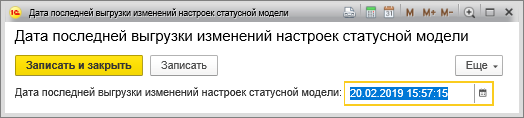 1С Дата последней выгрузки изменений настроек статусной модели M M+ M-
Дата последней выгрузки изменений настроек статусной модели
Записать и закрыть Записать Еще
Дата последней выгрузки изменений настроек статусной модели: 20.02.2019 15:57:15